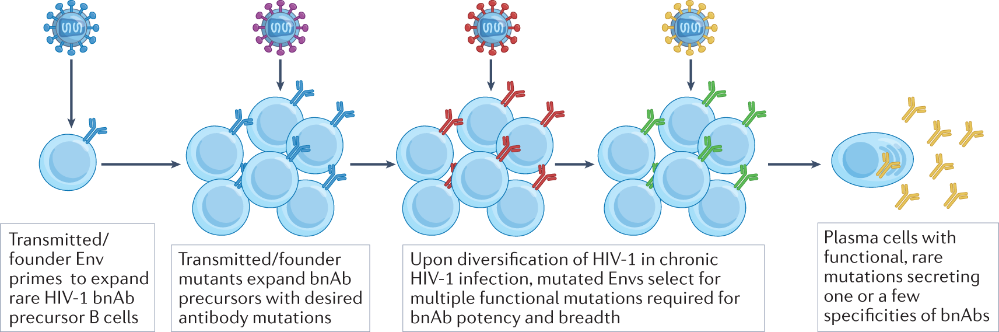 Transmitted/
founder Env
primes to expand
rare HIV-1 bnAb
precursor B cells
Transmitted/founder
mutants expand bnAb
precursors with desired
antibody mutations
Upon diversification of HIV-1 in chronic
HIV-1 infection, mutated Envs select for
multiple functional mutations required for
bnAb potency and breadth
Plasma cells with
functional, rare
mutations secreting
one or a few
specificities of bnAbs